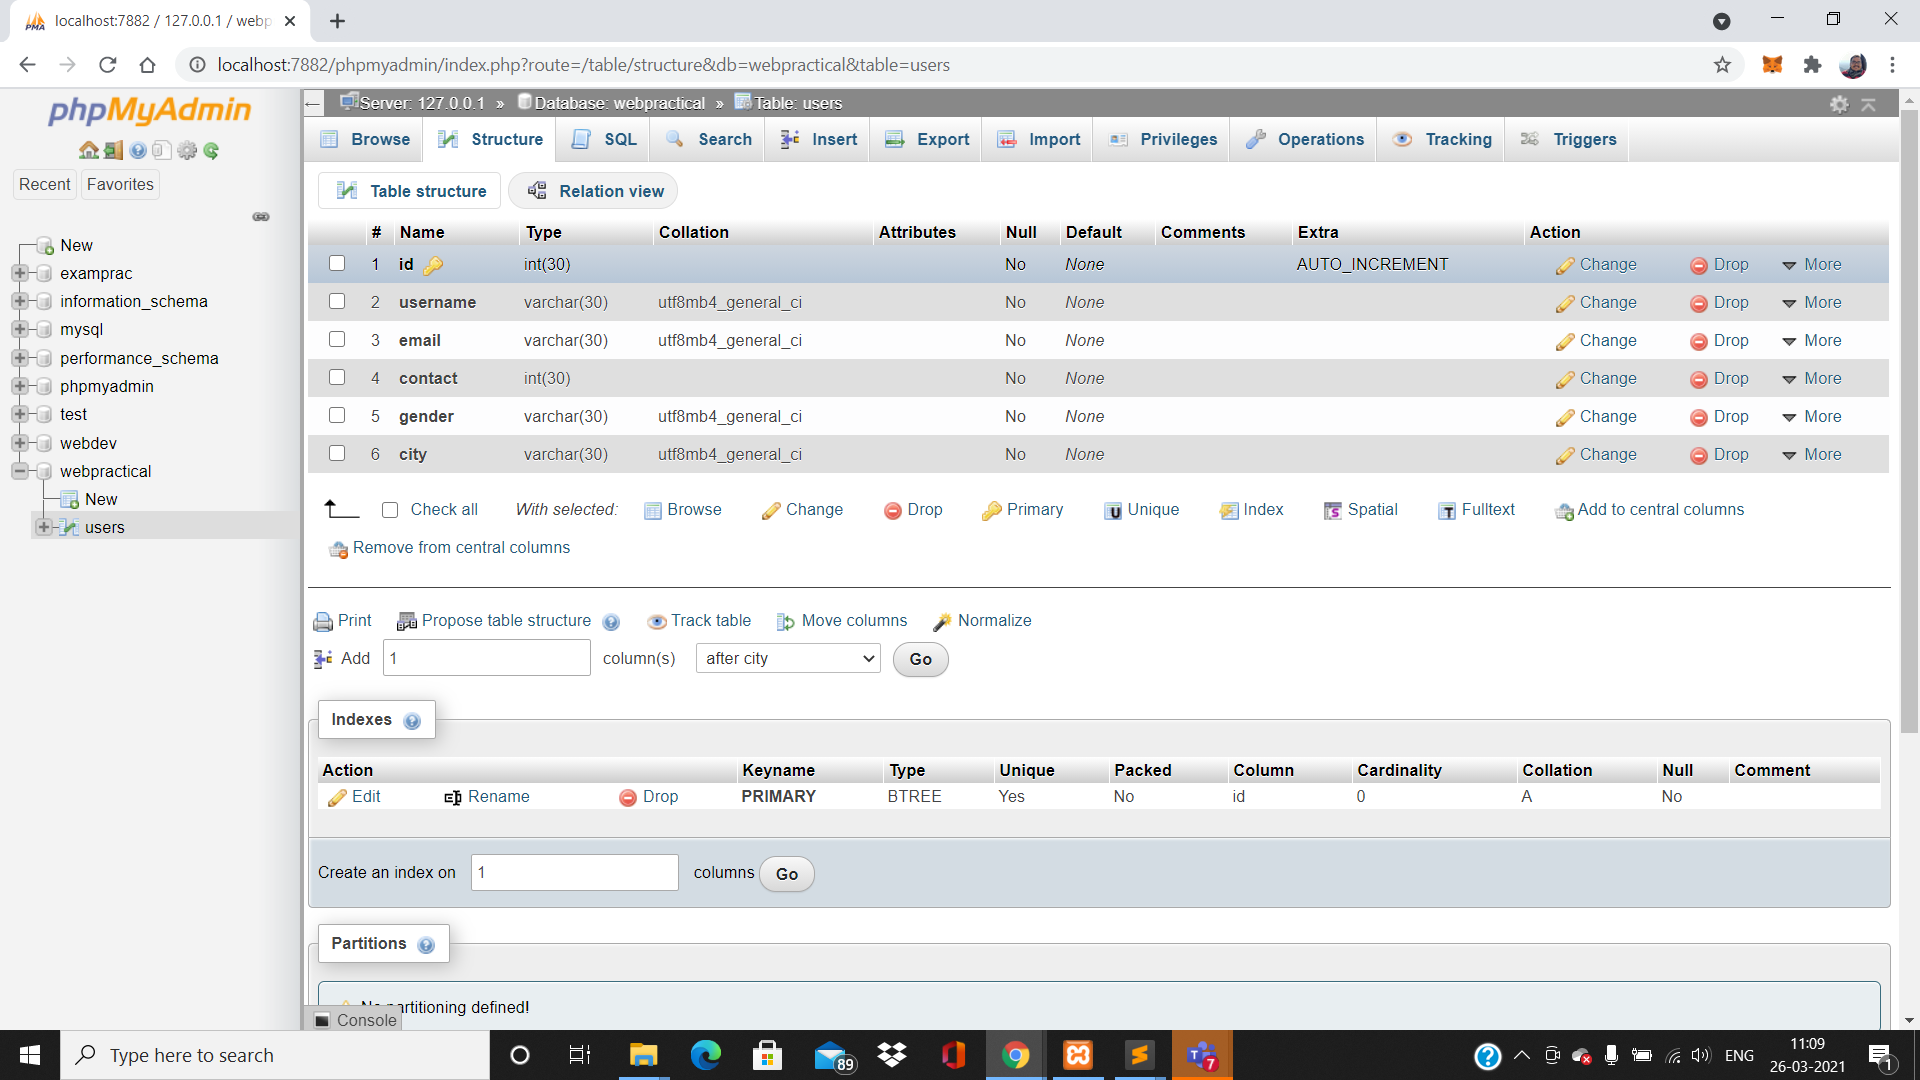 localhost:7882 / 127.0.0.1 / webp
localhost:7882/phpmyadmin/index.php?route=/table/structure&db=webpractical&table=users
phpMyAdmin
Recent Favorites
New
examprac
information_schema
mysql
performance_schema
phpmyadmin
test
webdev
webpractical
New
users
Server: 127.0.0.1 » Database: webpractical » Table: users
Browse Structure SQL Search Insert Export Import Privileges Operations Tracking Triggers
Table structure Relation view
# Name Type Collation Attributes Null Default Comments Extra Action
1 id int(30) No None AUTO_INCREMENT Change Drop More
2 username varchar(30) utf8mb4_general_ci No None Change Drop More
3 email varchar(30) utf8mb4_general_ci No None Change Drop More
4 contact int(30) No None Change Drop More
5 gender varchar(30) utf8mb4_general_ci No None Change Drop More
6 city varchar(30) utf8mb4_general_ci No None Change Drop More
Check all With selected: Browse Change Drop Primary Unique Index Spatial Fulltext Add to central columns
Remove from central columns
Print Propose table structure Track table Move columns Normalize
Add 1 column(s) after city Go
Indexes
Action Keyname Type Unique Packed Column Cardinality Collation Null Comment
Edit Rename Drop PRIMARY BTREE Yes No id 0 A No
Create an index on 1 columns Go
Partitions
No partitioning defined!
Console
Type here to search
89
7
ENG
11:09
26-03-2021
1